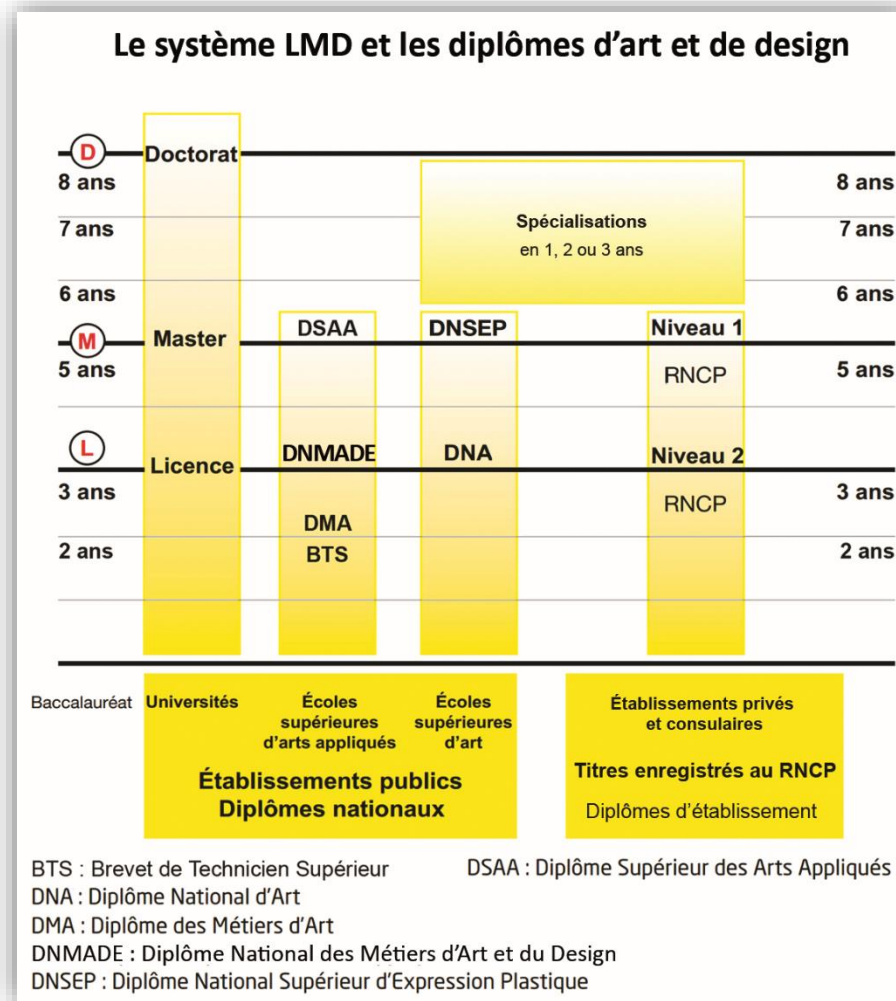 Le système LMD et les diplômes d'art et de design
D Doctorat
8 ans 8 ans
Spécialisations
7 ans 7 ans
en 1, 2 ou 3 ans
6 ans 6 ans
DSAA DNSEP Niveau 1
M Master
5 ans RNCP 5 ans
L DNMADE DNA Niveau 2
Licence
3 ans RNCP 3 ans
DMA
2 ans BTS 2 ans
Baccalauréat Universités Écoles Écoles Établissements privés
supérieures supérieures et consulaires
d'arts appliqués d'art
Établissements publics Titres enregistrés au RNCP
Diplômes nationaux Diplômes d'établissement
BTS : Brevet de Technicien Supérieur DSAA : Diplôme Supérieur des Arts Appliqués
DNA : Diplôme National d'Art
DMA : Diplôme des Métiers d'Art
DNMADE : Diplôme National des Métiers d'Art et du Design
DNSEP : Diplôme National Supérieur d'Expression Plastique